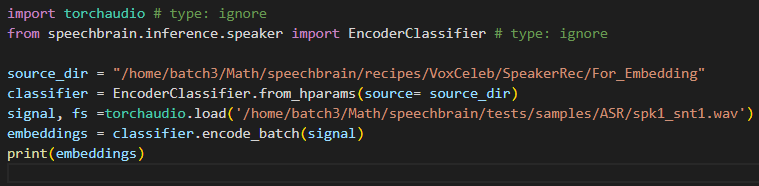 import torchaudio # type: ignore
from speechbrain.inference.speaker import EncoderClassifier # type: ignore
source_dir = "/home/batch3/Math/speechbrain/recipes/VoxCeleb/SpeakerRec/For_Embedding"
classifier = EncoderClassifier.from_hparams(source= source_dir)
signal, fs =torchaudio.load('/home/batch3/Math/speechbrain/tests/samples/ASR/spk1_snt1.wav')
embeddings = classifier.encode_batch(signal)
print(embeddings)